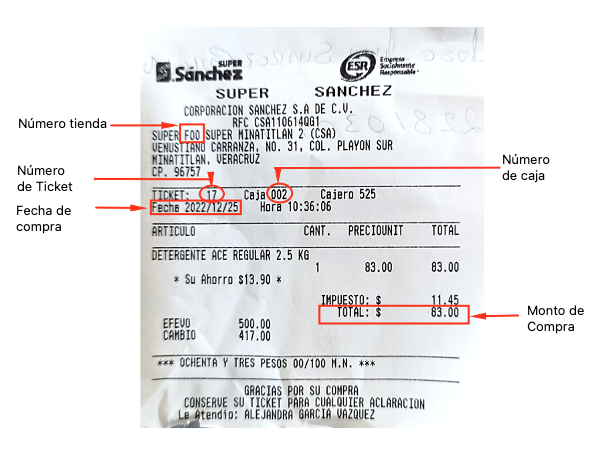 SUPER
Sánchez
ESR
Empresa
Socialmente
Responsable
SUPER SANCHEZ
CORPORACION SANCHEZ S.A DE C.V.
RFC CSA110614QG1
Número tienda
SUPER F00 SUPER MINATITLAN 2 (CSA)
VENUSTIANO CARRANZA, NO. 31, COL. PLAYON SUR
MINATITLAN, VERACRUZ
CP. 96757
Número
de Ticket
Número
de caja
TICKET: 17 Caja 002 Cajero 525
Fecha de
compra
Fecha 2022/12/25 Hora 10:36:06
ARTICULO CANT. PRECIOUNIT TOTAL
DETERGENTE ACE REGULAR 2.5 KG
1 83.00 83.00
* Su Ahorro $13.90 *
IMPUESTO: $ 11.45
TOTAL: $ 83.00
Monto de
Compra
EFEVO 500.00
CAMBIO 417.00
*** OCHENTA Y TRES PESOS 00/100 M.N. ***
GRACIAS POR SU COMPRA
CONSERVE SU TICKET PARA CUALQUIER ACLARACION
Le Atendio: ALEJANDRA GARCIA VAZQUEZ